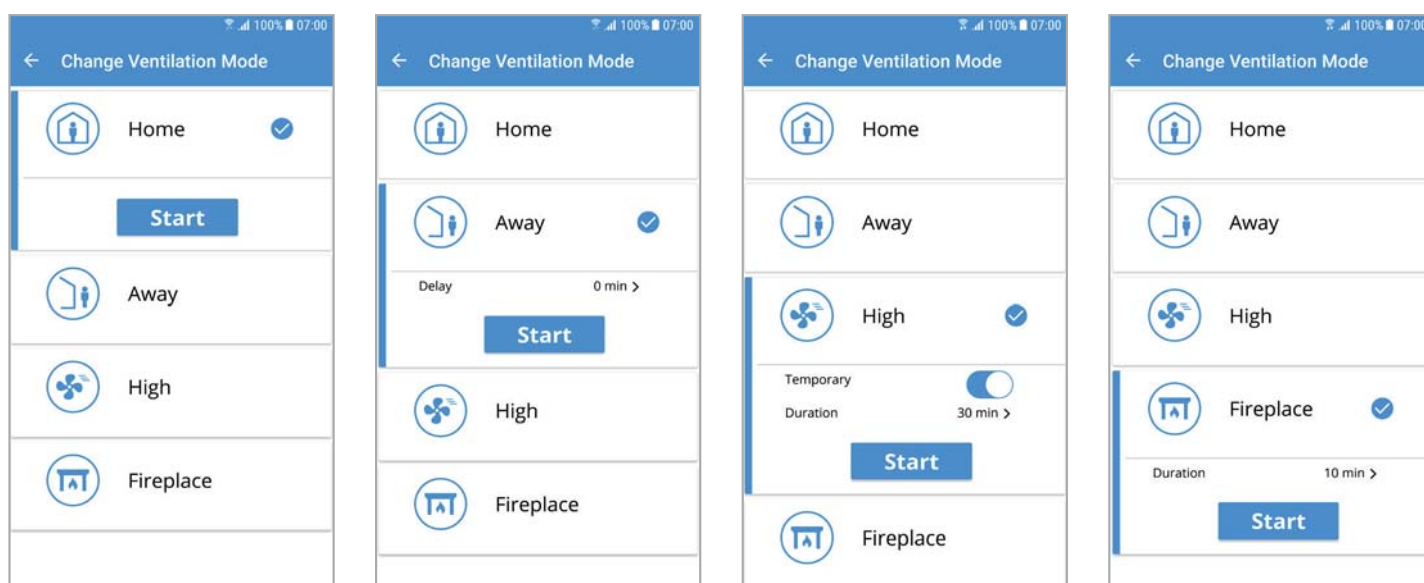 100% 07:00
← Change Ventilation Mode
Home
Start
Away
High
Fireplace
100% 07:00
← Change Ventilation Mode
Home
Away
Delay 0 min >
Start
High
Fireplace
100% 07:00
← Change Ventilation Mode
Home
Away
High
Temporary
Duration 30 min >
Start
Fireplace
100% 07:00
← Change Ventilation Mode
Home
Away
High
Fireplace
Duration 10 min >
Start